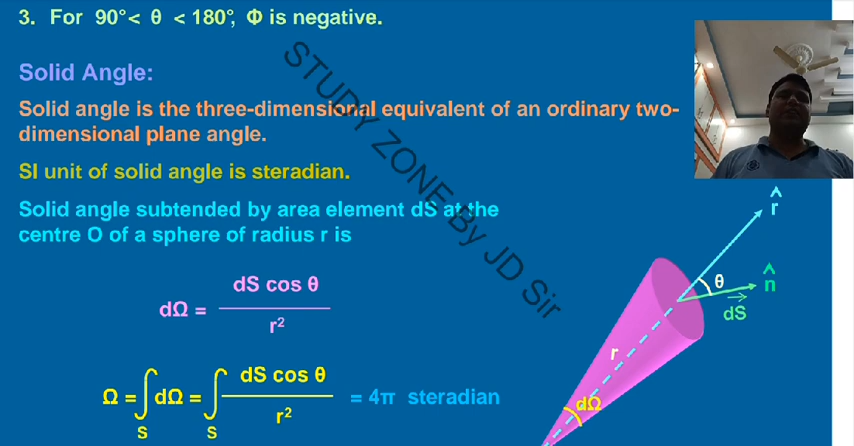 3. For 90°< θ < 180°, Φ is negative.
Solid Angle:
Solid angle is the three-dimensional equivalent of an ordinary two-
dimensional plane angle.
SI unit of solid angle is steradian.
Solid angle subtended by area element dS at the
centre O of a sphere of radius r is
dΩ = dS cos θ / r²
Ω = ∫S dΩ = ∫S dS cos θ / r² = 4π steradian
r̂
θ
n̂
dS⃗
r
dΩ
STUDY ZONE By JD Sir